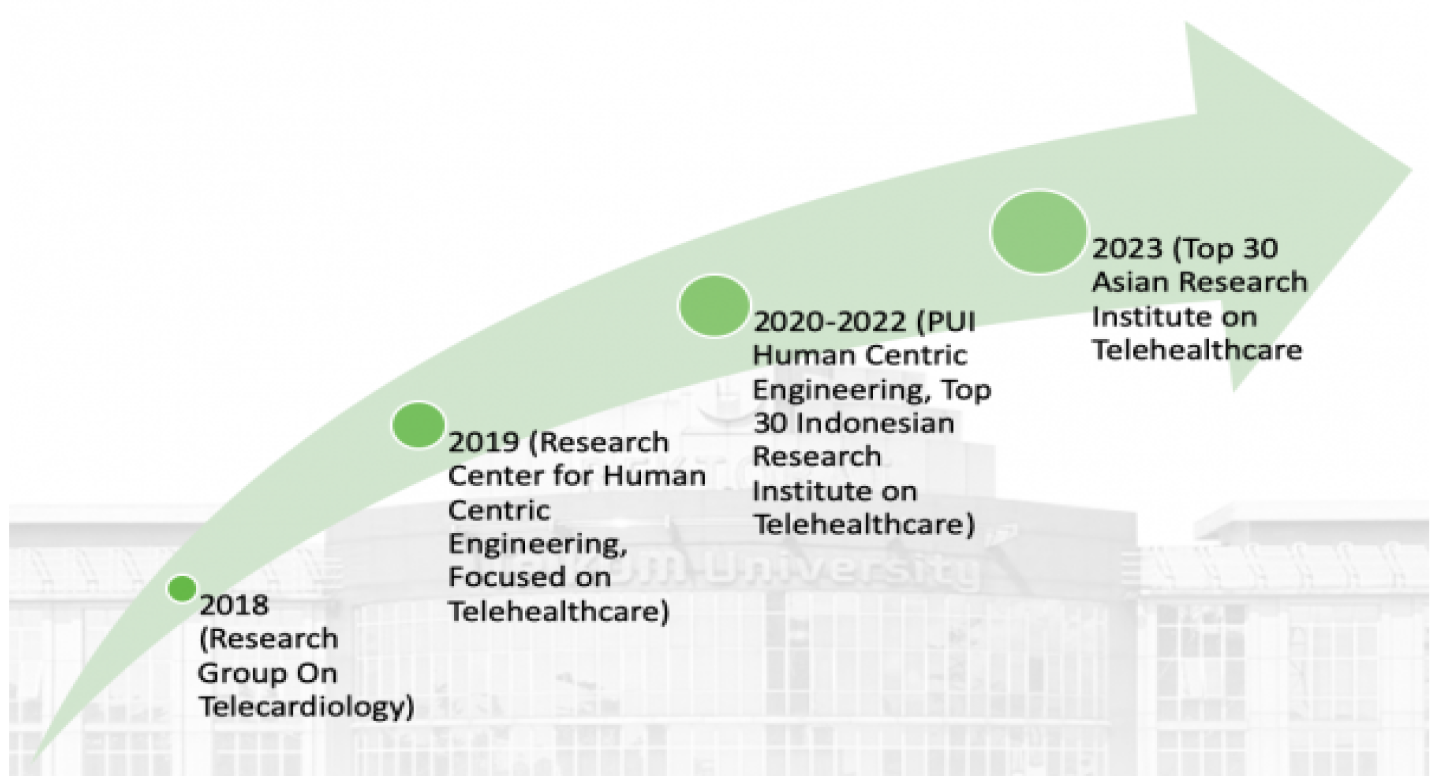 2018
(Research
Group On
Telecardiology)
2019 (Research
Center for Human
Centric
Engineering,
Focused on
Telehealthcare)
2020-2022 (PUI
Human Centric
Engineering, Top
30 Indonesian
Research
Institute on
Telehealthcare)
2023 (Top 30
Asian Research
Institute on
Telehealthcare
University